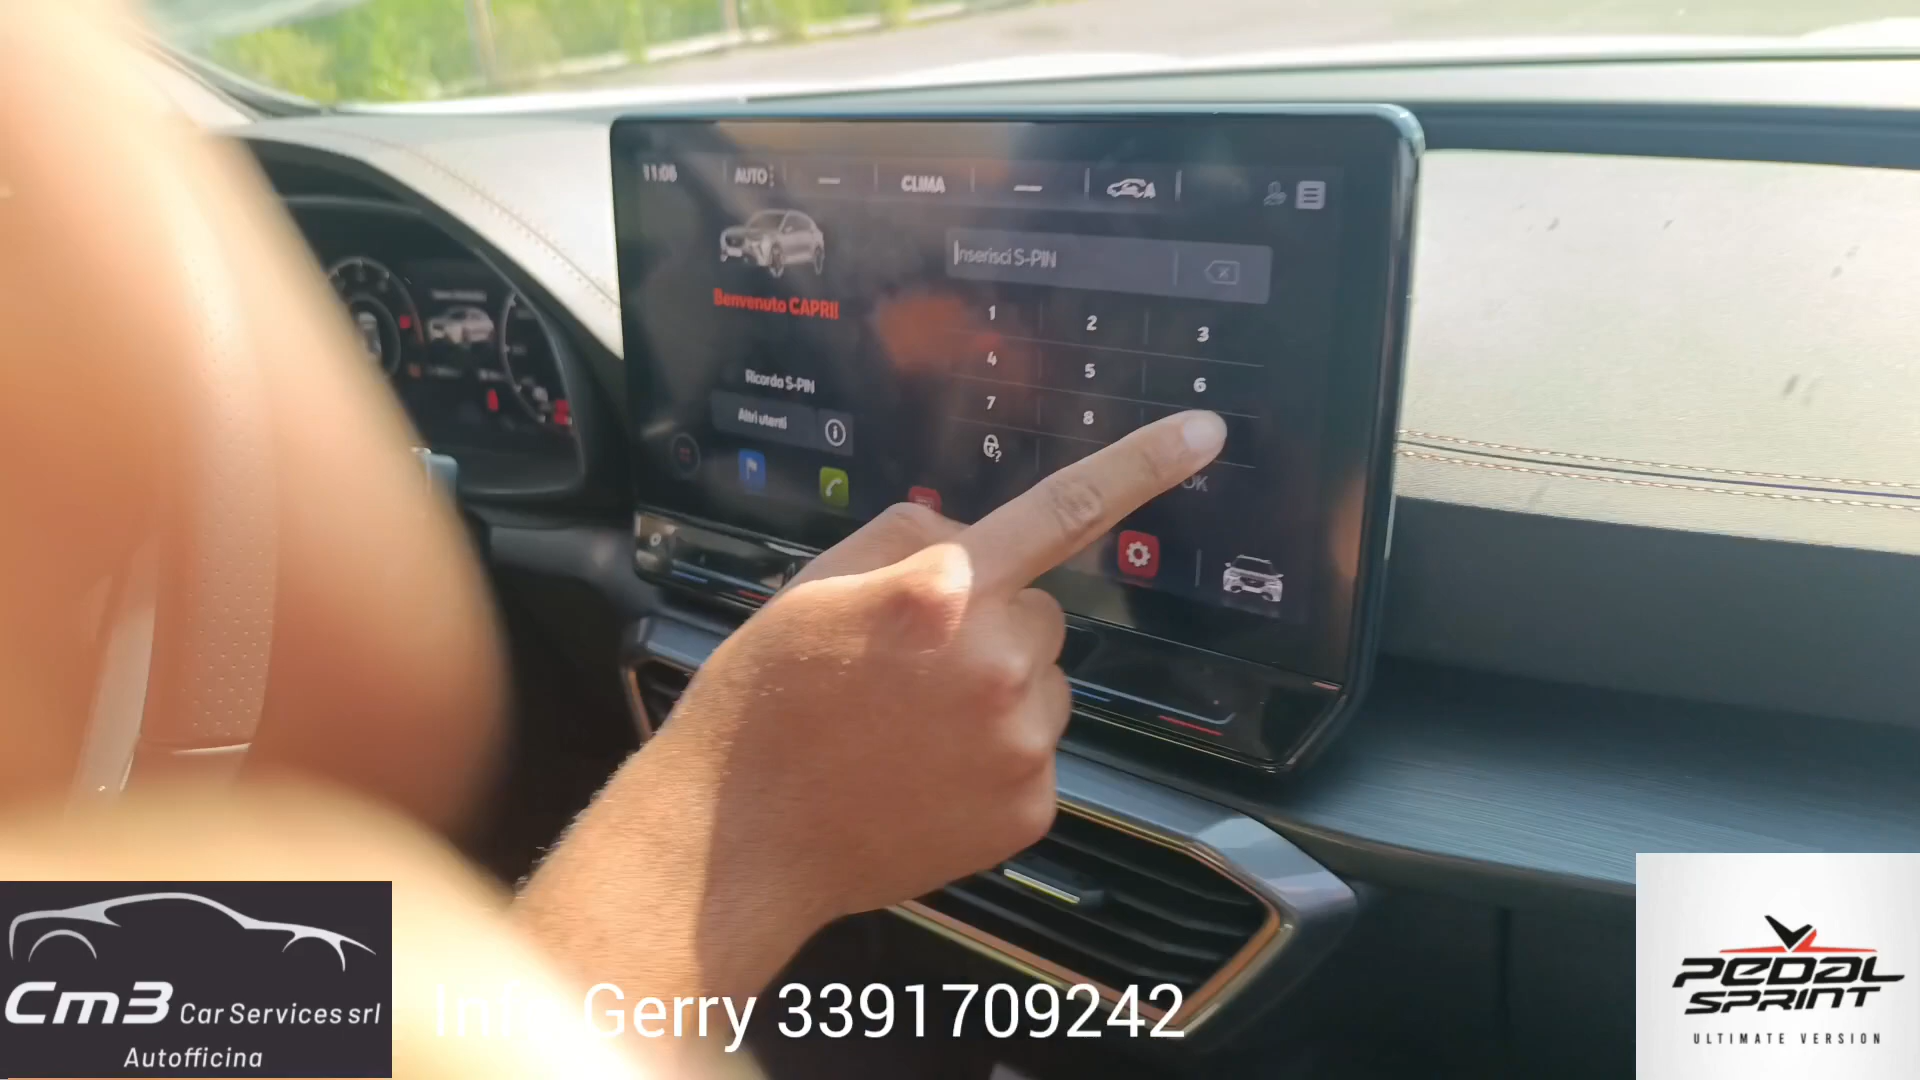 11:06
AUTO
CLIMA
A
Inserisci S-PIN
Benvenuto CAPRII
1 2 3
4 5 6
7 8
Ricorda S-PIN
Altri utenti
OK
Cm3 Car Services srl
Autofficina
Info Gerry 3391709242
PEDAL
SPRINT
ULTIMATE VERSION